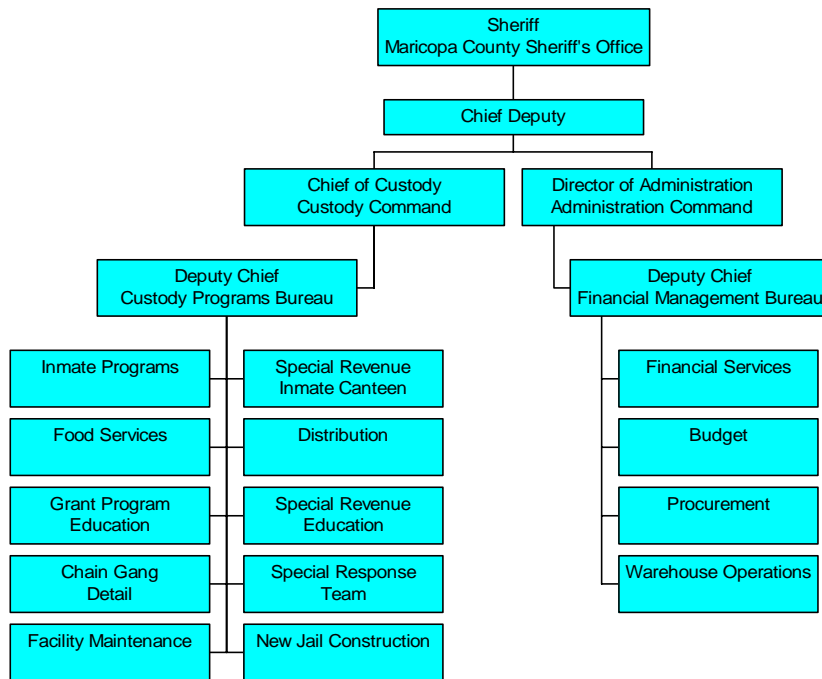 Sheriff
Maricopa County Sheriff's Office
Chief Deputy
Chief of Custody
Custody Command
Director of Administration
Administration Command
Deputy Chief
Custody Programs Bureau
Deputy Chief
Financial Management Bureau
Inmate Programs
Special Revenue
Inmate Canteen
Financial Services
Food Services
Distribution
Budget
Grant Program
Education
Special Revenue
Education
Procurement
Chain Gang
Detail
Special Response
Team
Warehouse Operations
Facility Maintenance
New Jail Construction